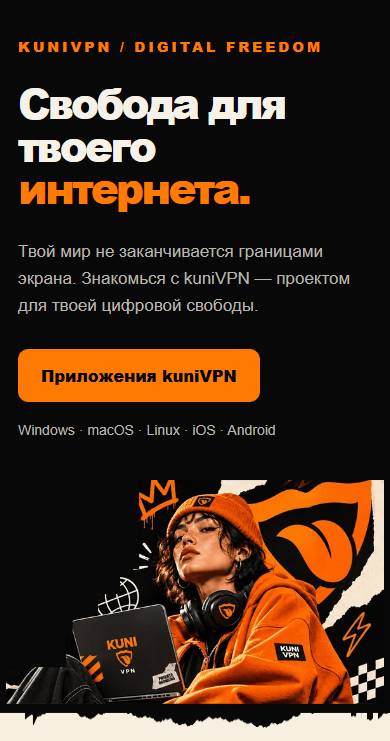 KUNIVPN / DIGITAL FREEDOM
Свобода для
твоего
интернета.
Твой мир не заканчивается границами
экрана. Знакомься с kuniVPN — проектом
для твоей цифровой свободы.
Приложения kuniVPN
Windows · macOS · Linux · iOS · Android
KUNI
VPN
KUNI
VPN